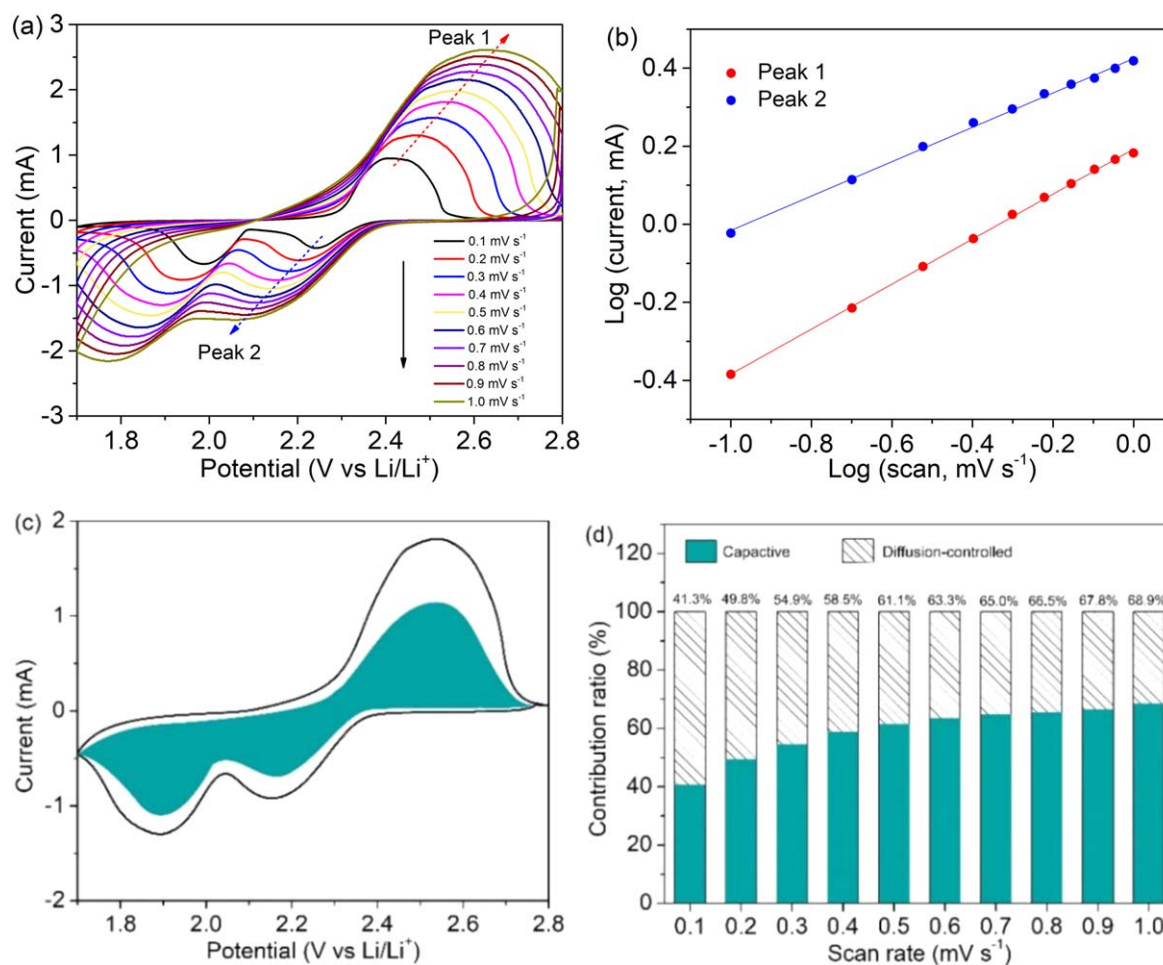 (a)
Peak 1
Peak 2
Current (mA)
3
2
1
0
-1
-2
-3
0.1 mV s⁻¹
0.2 mV s⁻¹
0.3 mV s⁻¹
0.4 mV s⁻¹
0.5 mV s⁻¹
0.6 mV s⁻¹
0.7 mV s⁻¹
0.8 mV s⁻¹
0.9 mV s⁻¹
1.0 mV s⁻¹
1.8 2.0 2.2 2.4 2.6 2.8
Potential (V vs Li/Li⁺)
(b)
Peak 1
Peak 2
Log (current, mA)
0.4
0.2
0.0
-0.2
-0.4
-1.0 -0.8 -0.6 -0.4 -0.2 0.0
Log (scan, mV s⁻¹)
(c)
Current (mA)
2
1
0
-1
-2
1.8 2.0 2.2 2.4 2.6 2.8
Potential (V vs Li/Li⁺)
(d)
Capactive Diffusion-controlled
Contribution ratio (%)
120
100
80
60
40
20
0
41.3% 49.8% 54.9% 58.5% 61.1% 63.3% 65.0% 66.5% 67.8% 68.9%
0.1 0.2 0.3 0.4 0.5 0.6 0.7 0.8 0.9 1.0
Scan rate (mV s⁻¹)